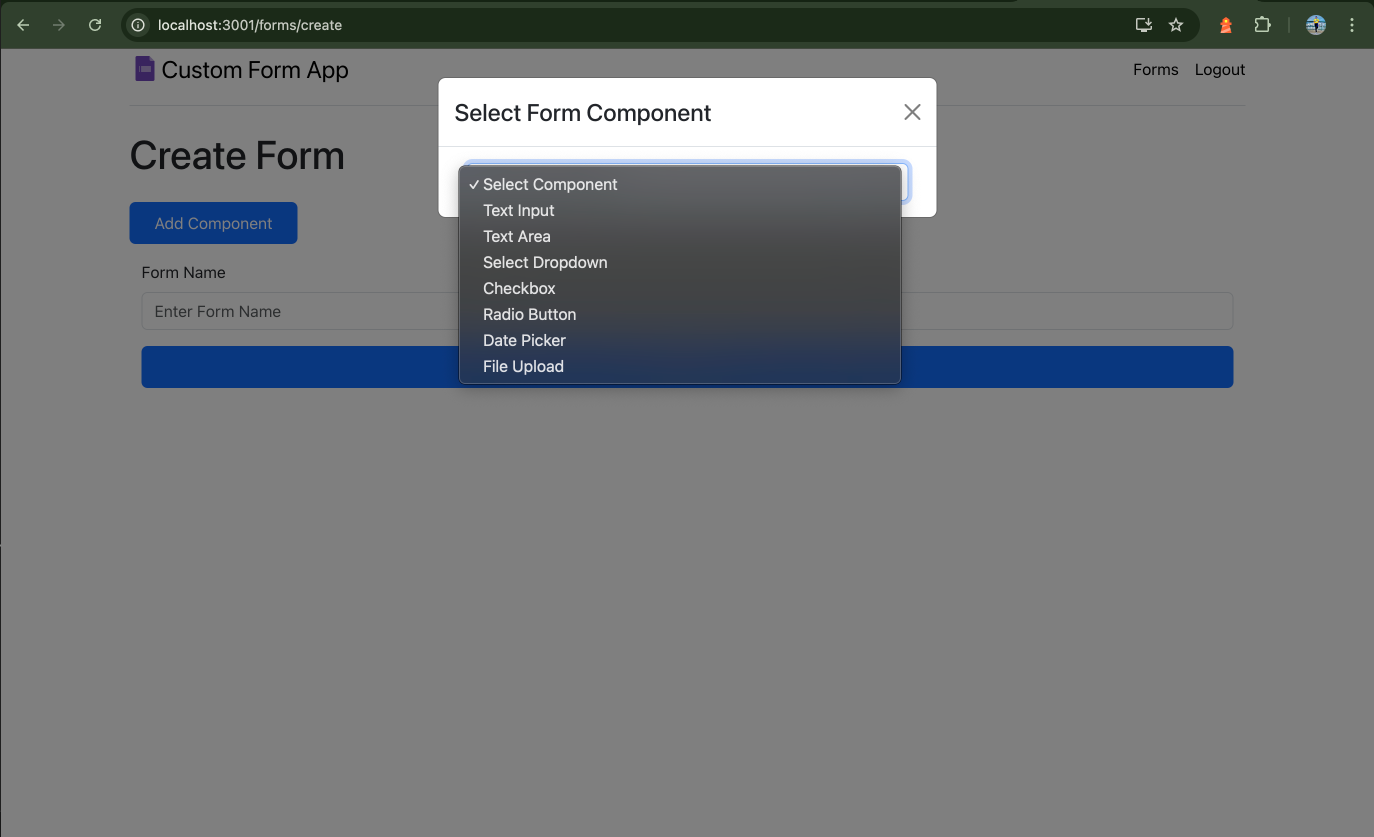 localhost:3001/forms/create
Custom Form App
Forms Logout
Select Form Component
Create Form
✓ Select Component
Text Input
Add Component
Text Area
Select Dropdown
Form Name
Checkbox
Enter Form Name
Radio Button
Date Picker
File Upload